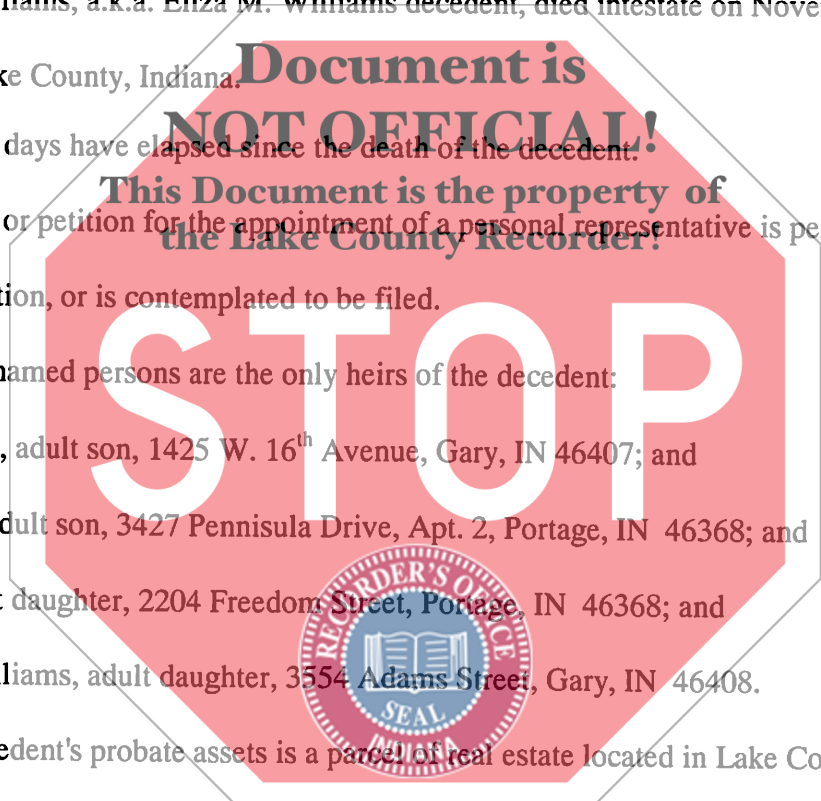 lliams, a.k.a. Eliza M. Williams decedent, died intestate on Nove
ke County, Indiana.
Document is
NOT OFFICIAL!
days have elapsed since the death of the decedent.
This Document is the property of
the Lake County Recorder!
or petition for the appointment of a personal representative is pe
tion, or is contemplated to be filed.
STOP
named persons are the only heirs of the decedent:
, adult son, 1425 W. 16th Avenue, Gary, IN 46407; and
dult son, 3427 Pennisula Drive, Apt. 2, Portage, IN 46368; and
t daughter, 2204 Freedom Street, Portage, IN 46368; and
lliams, adult daughter, 3554 Adams Street, Gary, IN 46408.
edent's probate assets is a parcel of real estate located in Lake Co
RECORDER'S OFFICE
SEAL
INDIANA